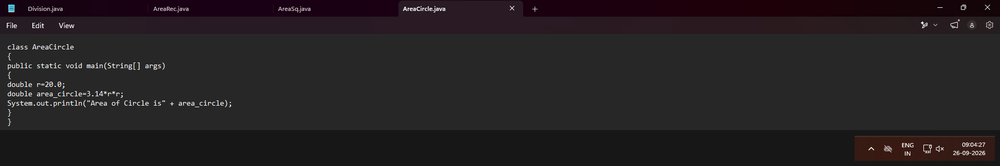 Division.java
AreaRec.java
AreaSq.java
AreaCircle.java
File
Edit
View
class AreaCircle
{
public static void main(String[] args)
{
double r=20.0;
double area_circle=3.14*r*r;
System.out.println("Area of Circle is" + area_circle);
}
}
ENG
IN
09:04:27
26-09-2026